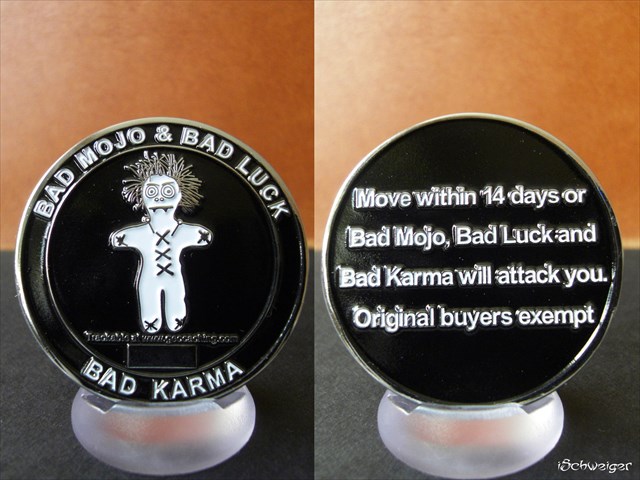 BAD MOJO & BAD LUCK
Trackable at www.geocaching.com
BAD KARMA
Move within 14 days or
Bad Mojo, Bad Luck and
Bad Karma will attack you.
Original buyers exempt
iSchweiger